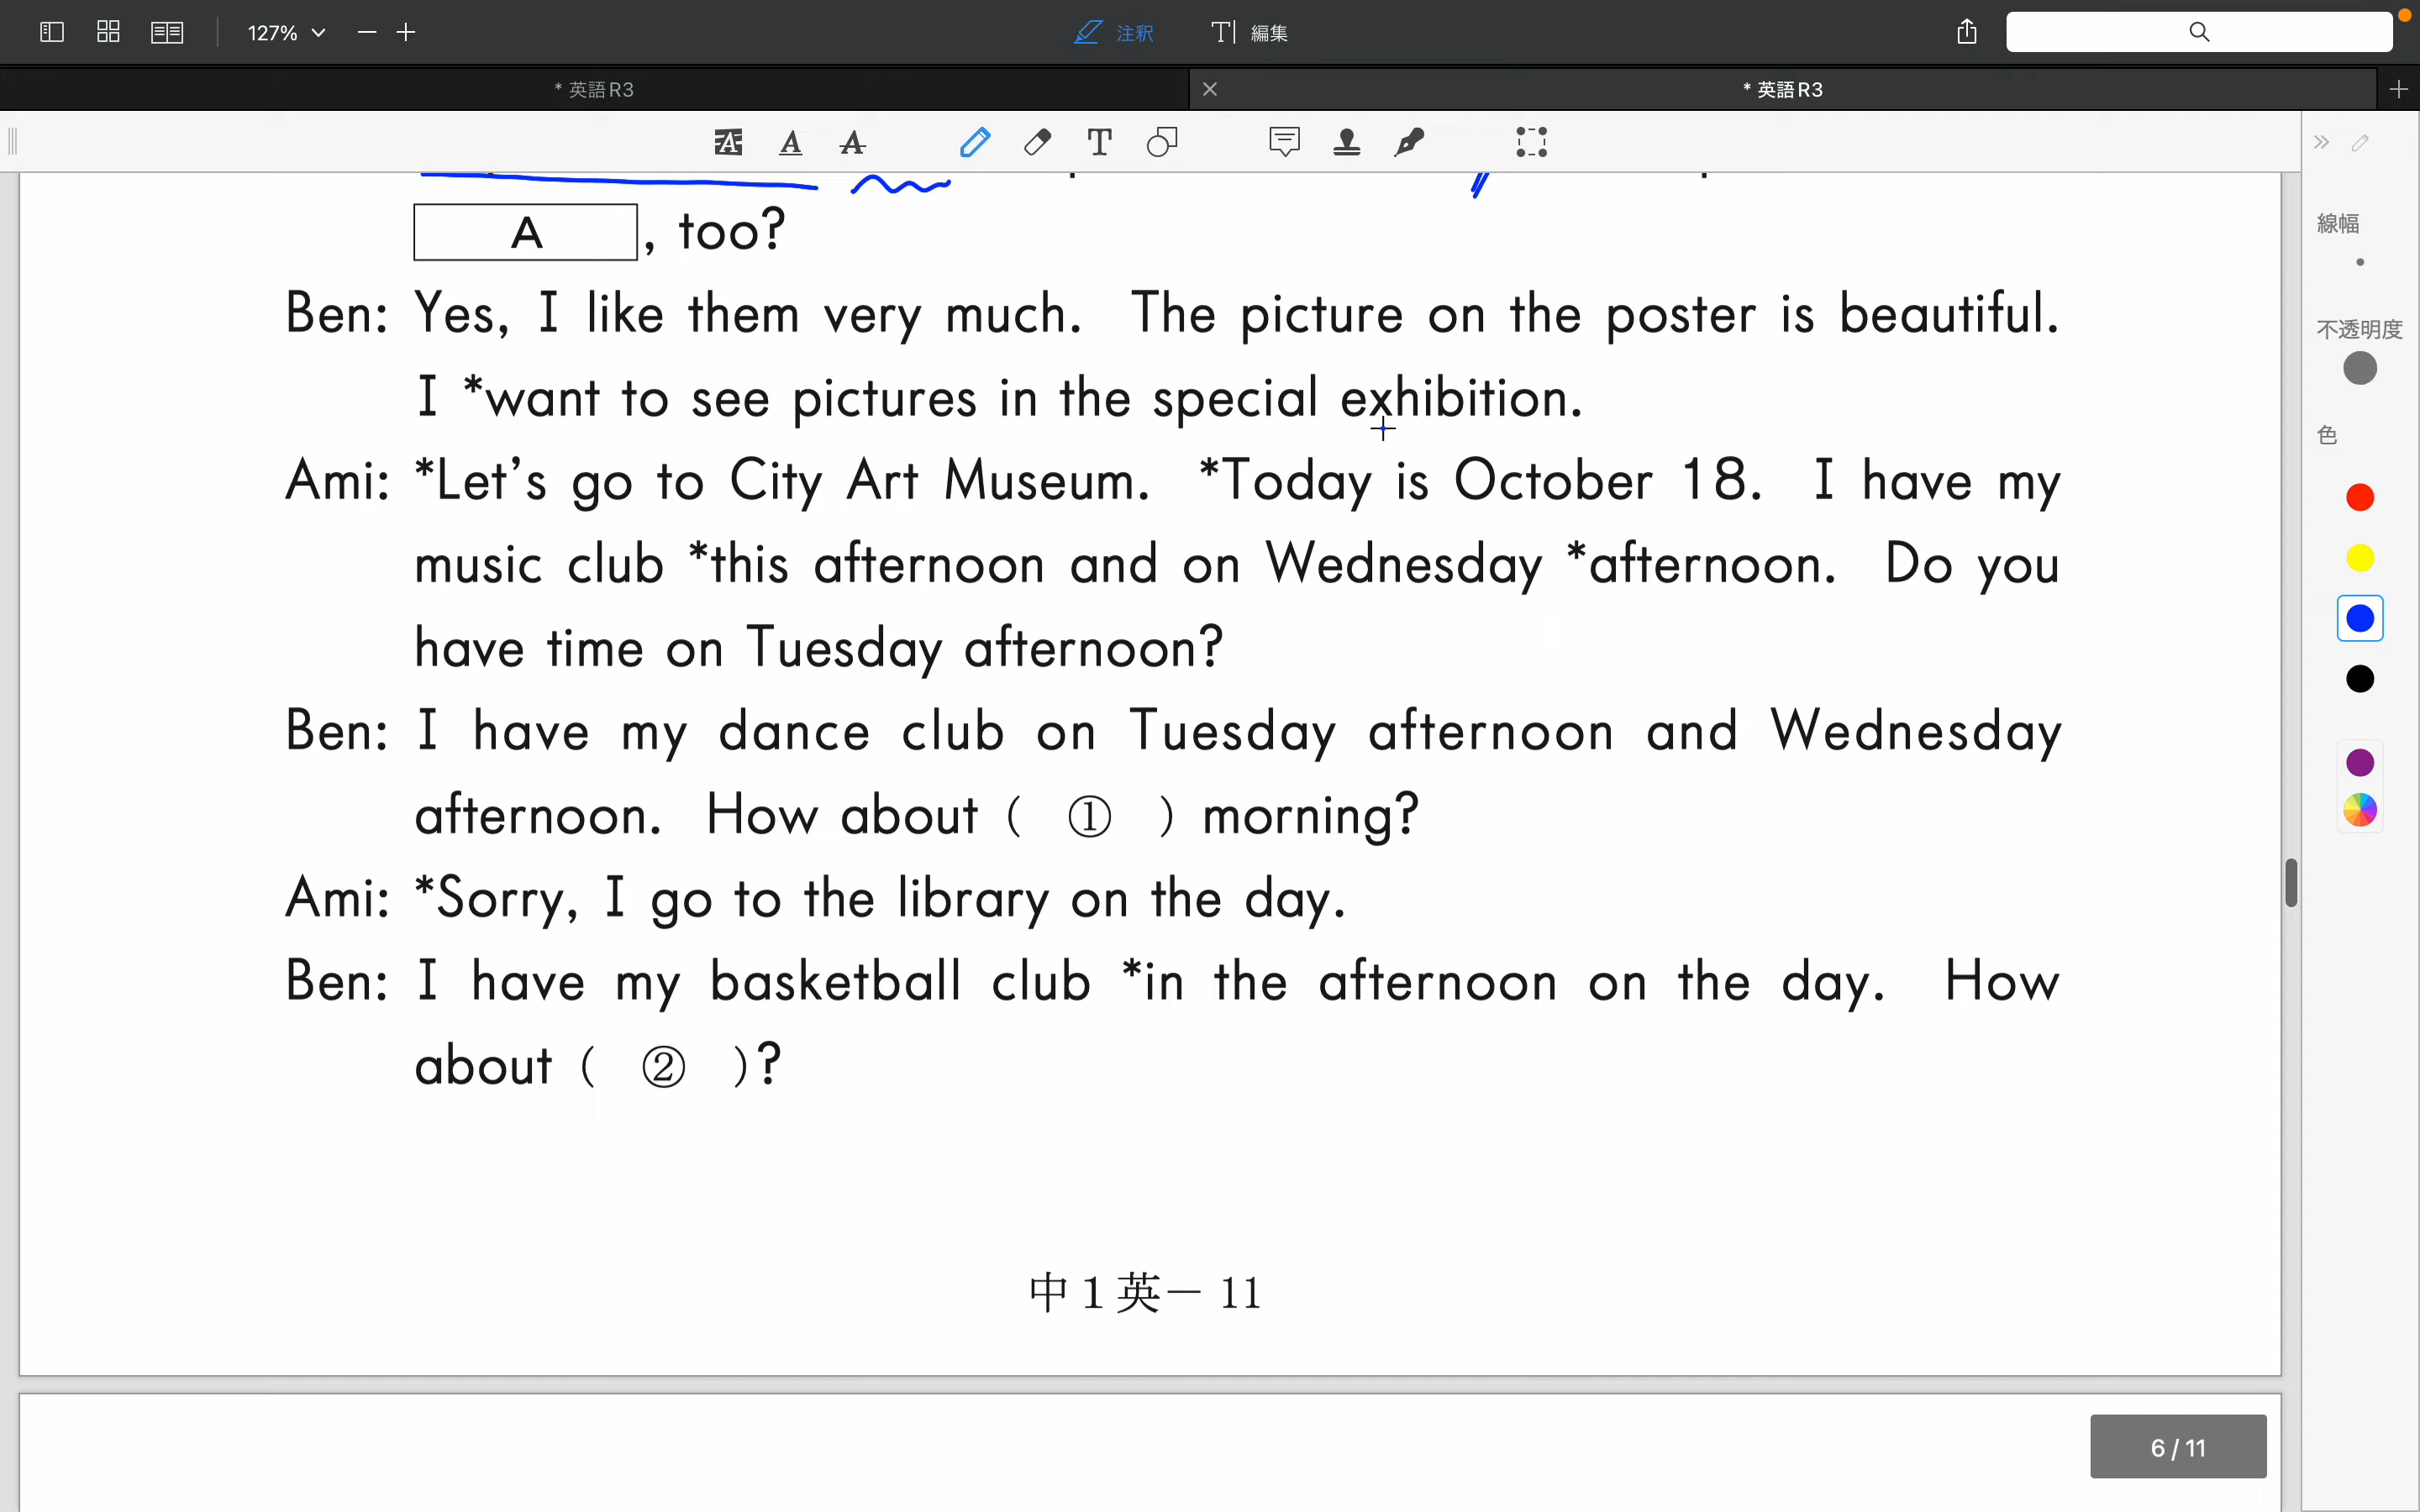 127%
注釈
編集
* 英語R3
* 英語R3
A , too?
線幅
Ben: Yes, I like them very much. The picture on the poster is beautiful.
不透明度
I *want to see pictures in the special exhibition.
色
Ami: *Let's go to City Art Museum. *Today is October 18. I have my
music club *this afternoon and on Wednesday *afternoon. Do you
have time on Tuesday afternoon?
Ben: I have my dance club on Tuesday afternoon and Wednesday
afternoon. How about ( ① ) morning?
Ami: *Sorry, I go to the library on the day.
Ben: I have my basketball club *in the afternoon on the day. How
about ( ② )?
中1英－11
6 / 11